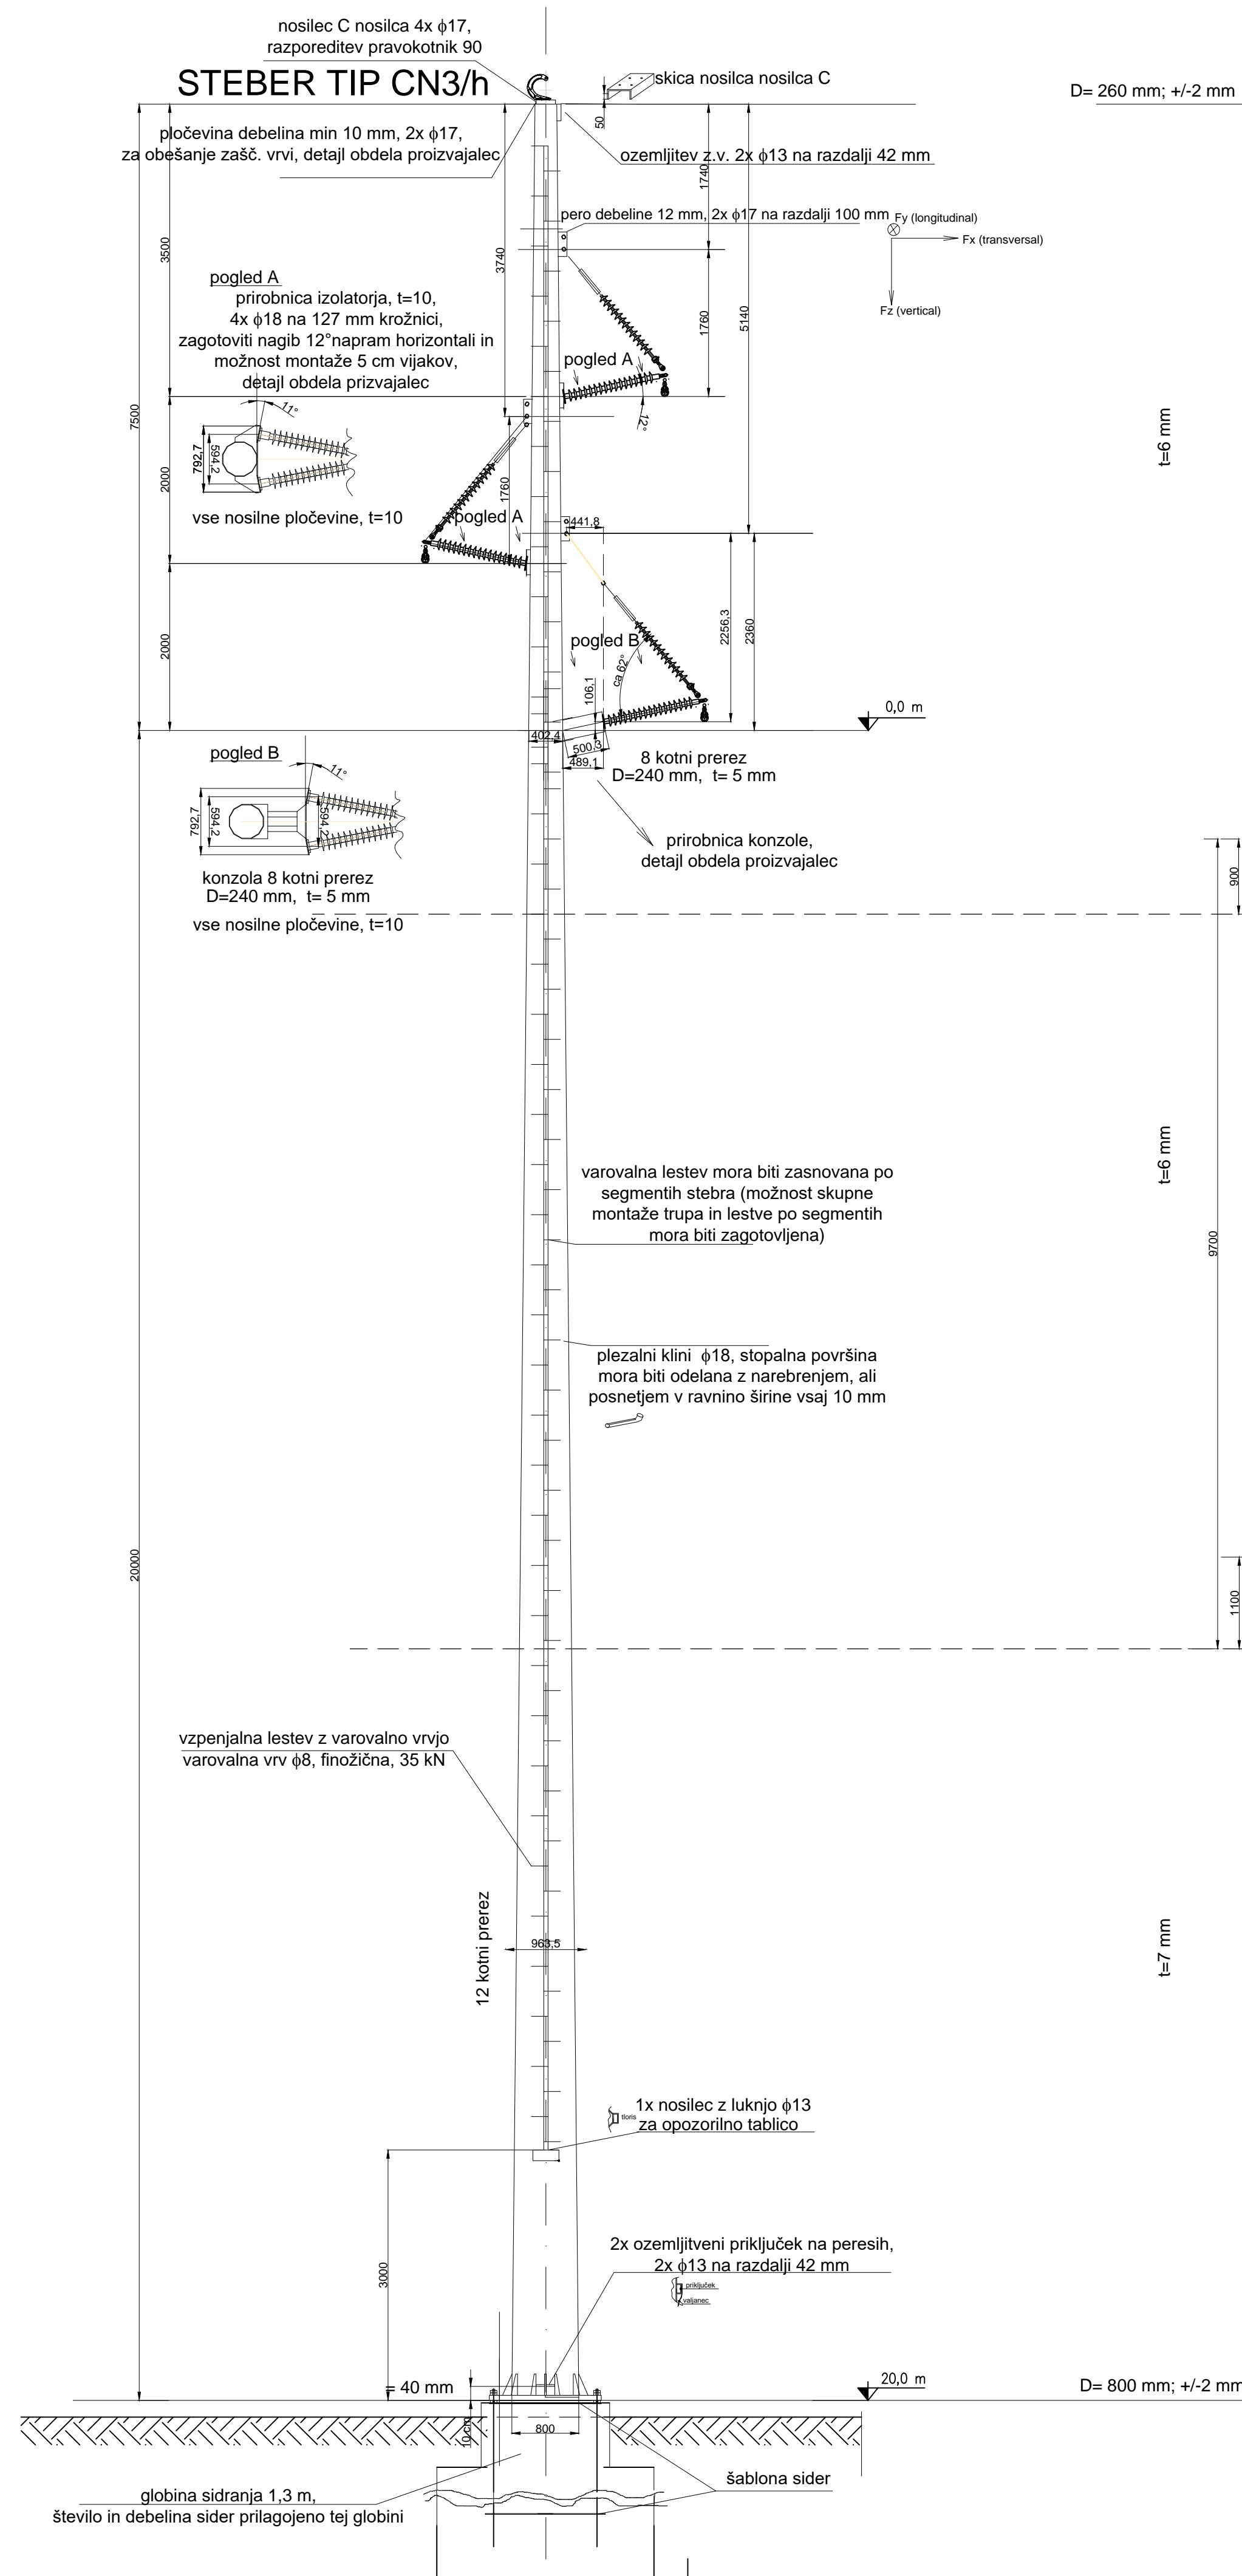 nosilec C nosilca 4x ϕ17,
razporeditev pravokotnik 90
STEBER TIP CN3/h
skica nosilca nosilca C
D= 260 mm; +/-2 mm
50
pločevina debelina min 10 mm, 2x ϕ17,
za obešanje zašč. vrvi, detajl obdela proizvajalec
ozemljitev z.v. 2x ϕ13 na razdalji 42 mm
1740
pero debeline 12 mm, 2x ϕ17 na razdalji 100 mm
Fy (longitudinal)
Fx (transversal)
Fz (vertical)
3500
3740
1760
5140
7500
pogled A
prirobnica izolatorja, t=10,
4x ϕ18 na 127 mm krožnici,
zagotoviti nagib 12°napram horizontali in
možnost montaže 5 cm vijakov,
detajl obdela prizvajalec
pogled A
12°
t=6 mm
11°
792,7
594,2
2000
1760
vse nosilne pločevine, t=10
pogled A
441,8
2000
pogled B
ca 62°
2256,3
2360
106,1
0,0 m
402,4
500,3
489,1
8 kotni prerez
D=240 mm, t= 5 mm
pogled B
11°
792,7
594,2
594,2
prirobnica konzole,
detajl obdela proizvajalec
konzola 8 kotni prerez
D=240 mm, t= 5 mm
vse nosilne pločevine, t=10
900
t=6 mm
varovalna lestev mora biti zasnovana po
segmentih stebra (možnost skupne
montaže trupa in lestve po segmentih
mora biti zagotovljena)
9700
plezalni klini ϕ18, stopalna površina
mora biti odelana z narebrenjem, ali
posnetjem v ravnino širine vsaj 10 mm
20000
1100
vzpenjalna lestev z varovalno vrvjo
varovalna vrv ϕ8, finožična, 35 kN
12 kotni prerez
963,5
t=7 mm
1x nosilec z luknjo ϕ13
za opozorilno tablico
tloris
2x ozemljitveni priključek na peresih,
2x ϕ13 na razdalji 42 mm
priključek
valjanec
3000
= 40 mm
20,0 m
D= 800 mm; +/-2 mm
10 cm
800
šablona sider
globina sidranja 1,3 m,
število in debelina sider prilagojeno tej globini